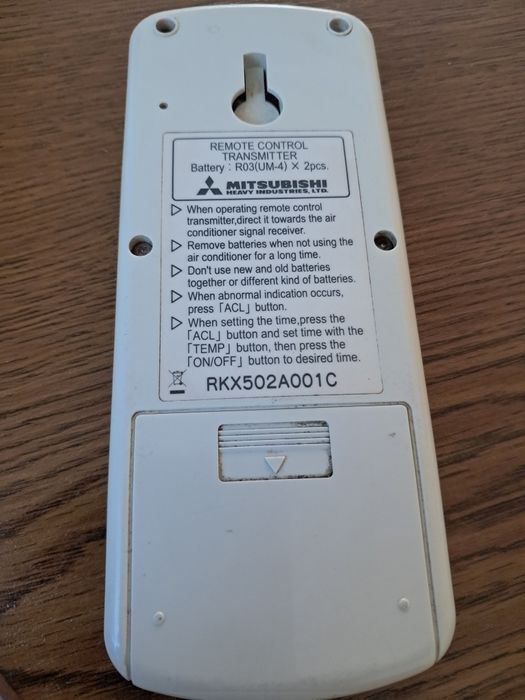 REMOTE CONTROL
TRANSMITTER
Battery : R03(UM-4) × 2pcs.
MITSUBISHI
HEAVY INDUSTRIES, LTD.
▷ When operating remote control
transmitter,direct it towards the air
conditioner signal receiver.
▷ Remove batteries when not using the
air conditioner for a long time.
▷ Don't use new and old batteries
together or different kind of batteries.
▷ When abnormal indication occurs,
press「ACL」button.
▷ When setting the time,press the
「ACL」button and set time with the
「TEMP」button, then press the
「ON/OFF」button to desired time.
RKX502A001C